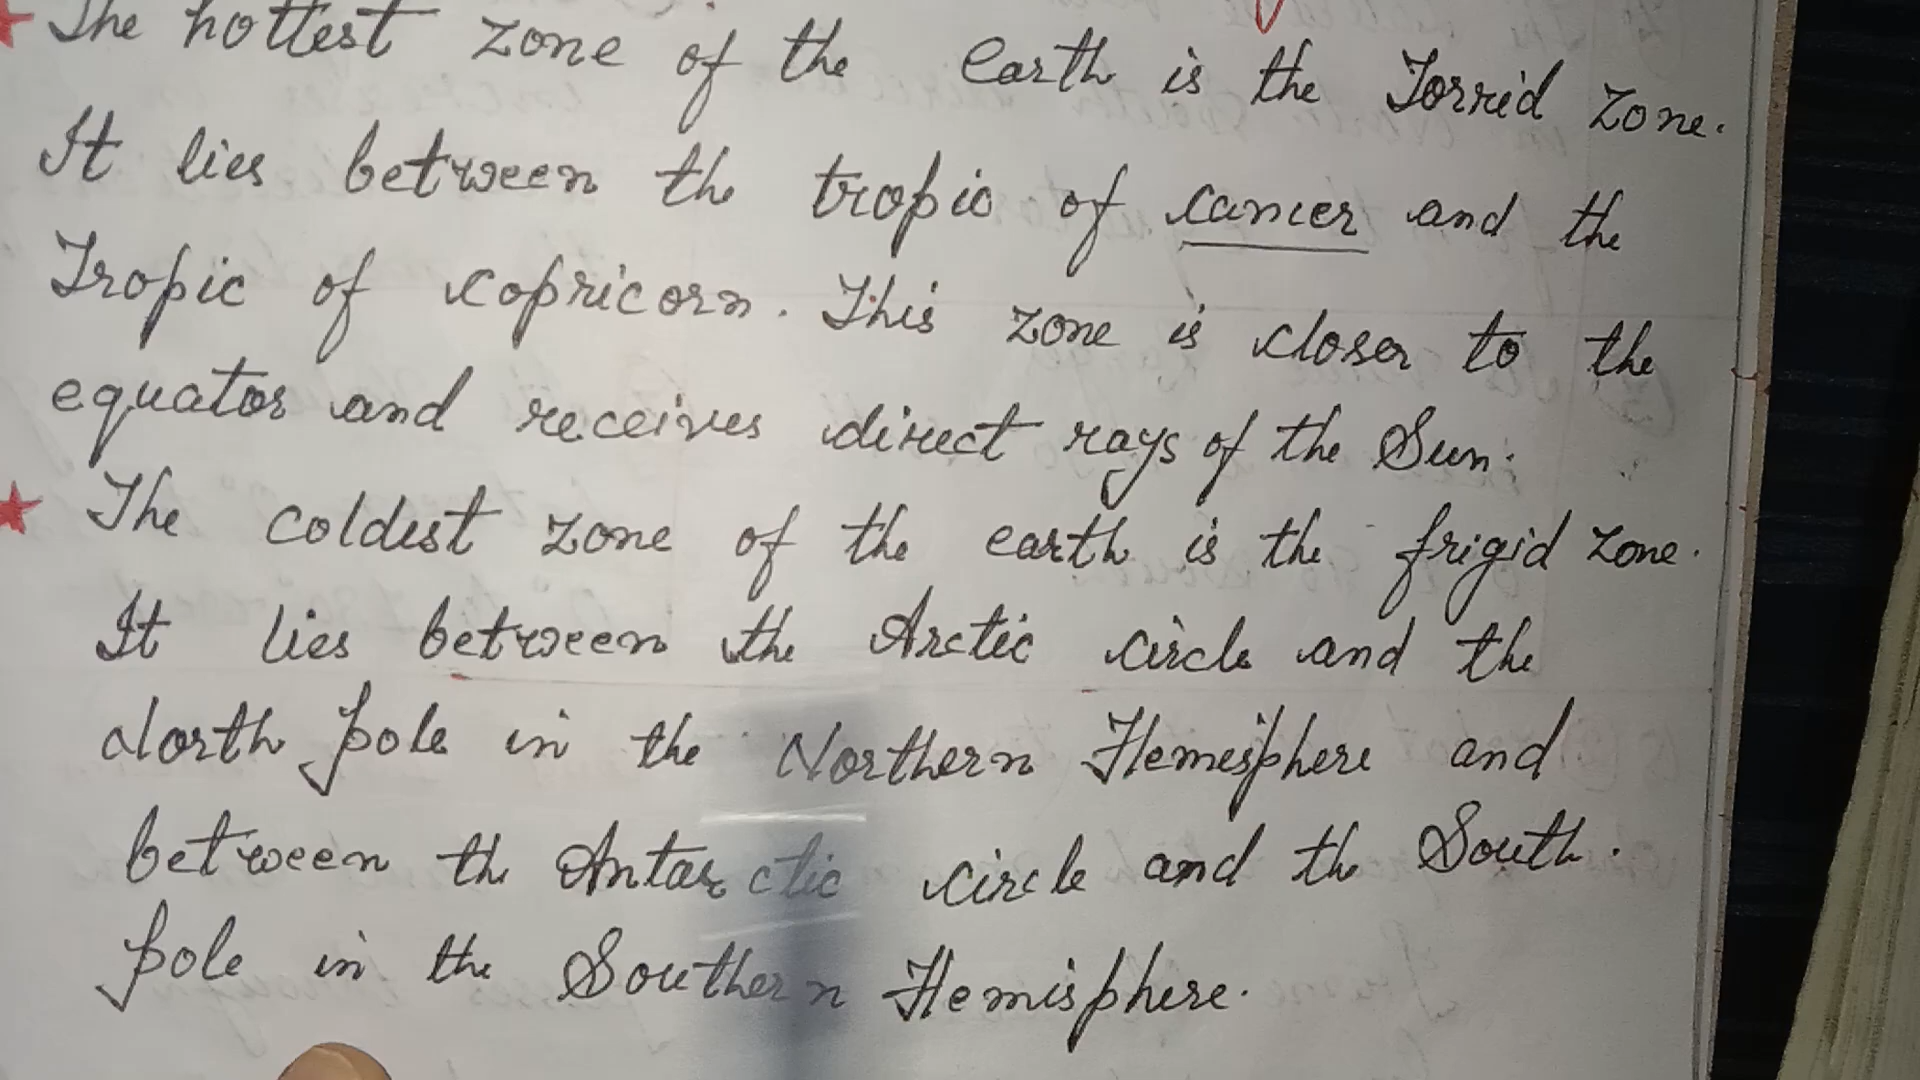 ★ The hottest zone of the earth is the Torrid Zone.
It lies between the tropic of cancer and the
Tropic of copricorn. This zone is closer to the
equator and receives direct rays of the Sun.
★ The coldest zone of the earth is the frigid zone.
It lies between the Arctic circle and the
North pole in the Northern Hemisphere and
between the Antarctic circle and the South.
pole in the Southern Hemisphere.